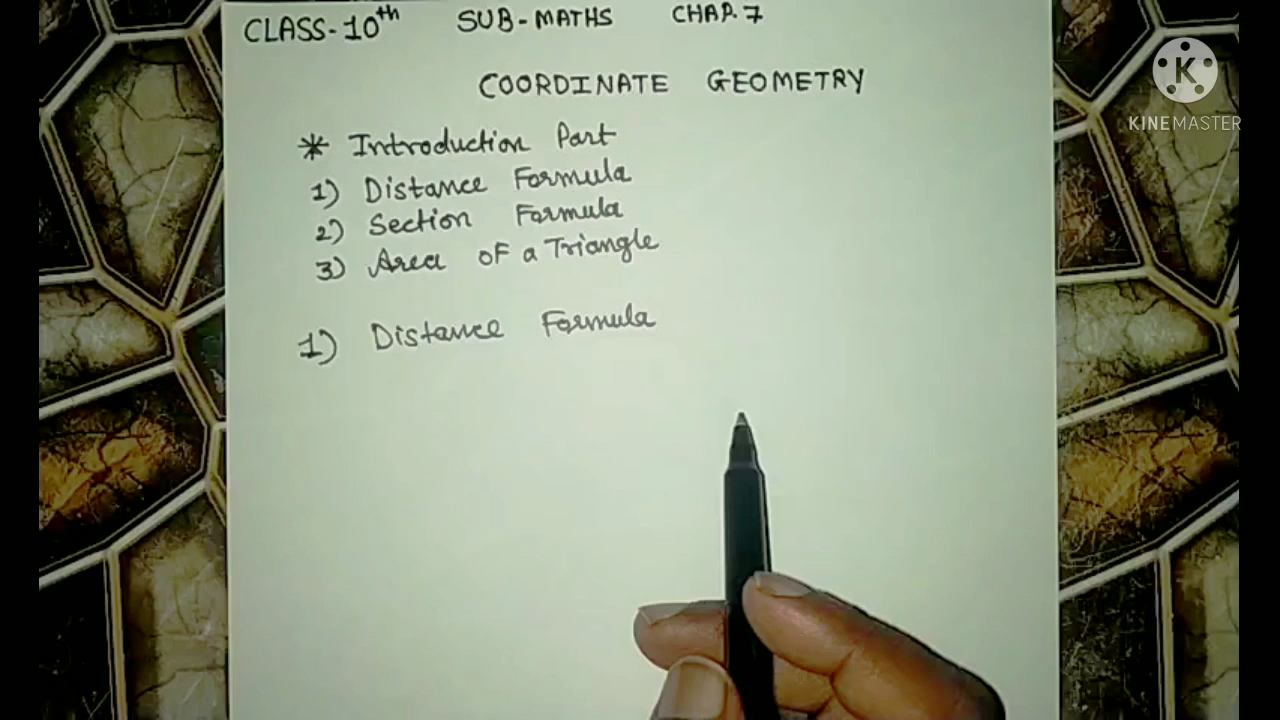 CLASS-10th SUB-MATHS CHAP.7
COORDINATE GEOMETRY
* Introduction Part
1) Distance Formula
2) Section Formula
3) Area of a Triangle
1) Distance Formula
K
KINEMASTER